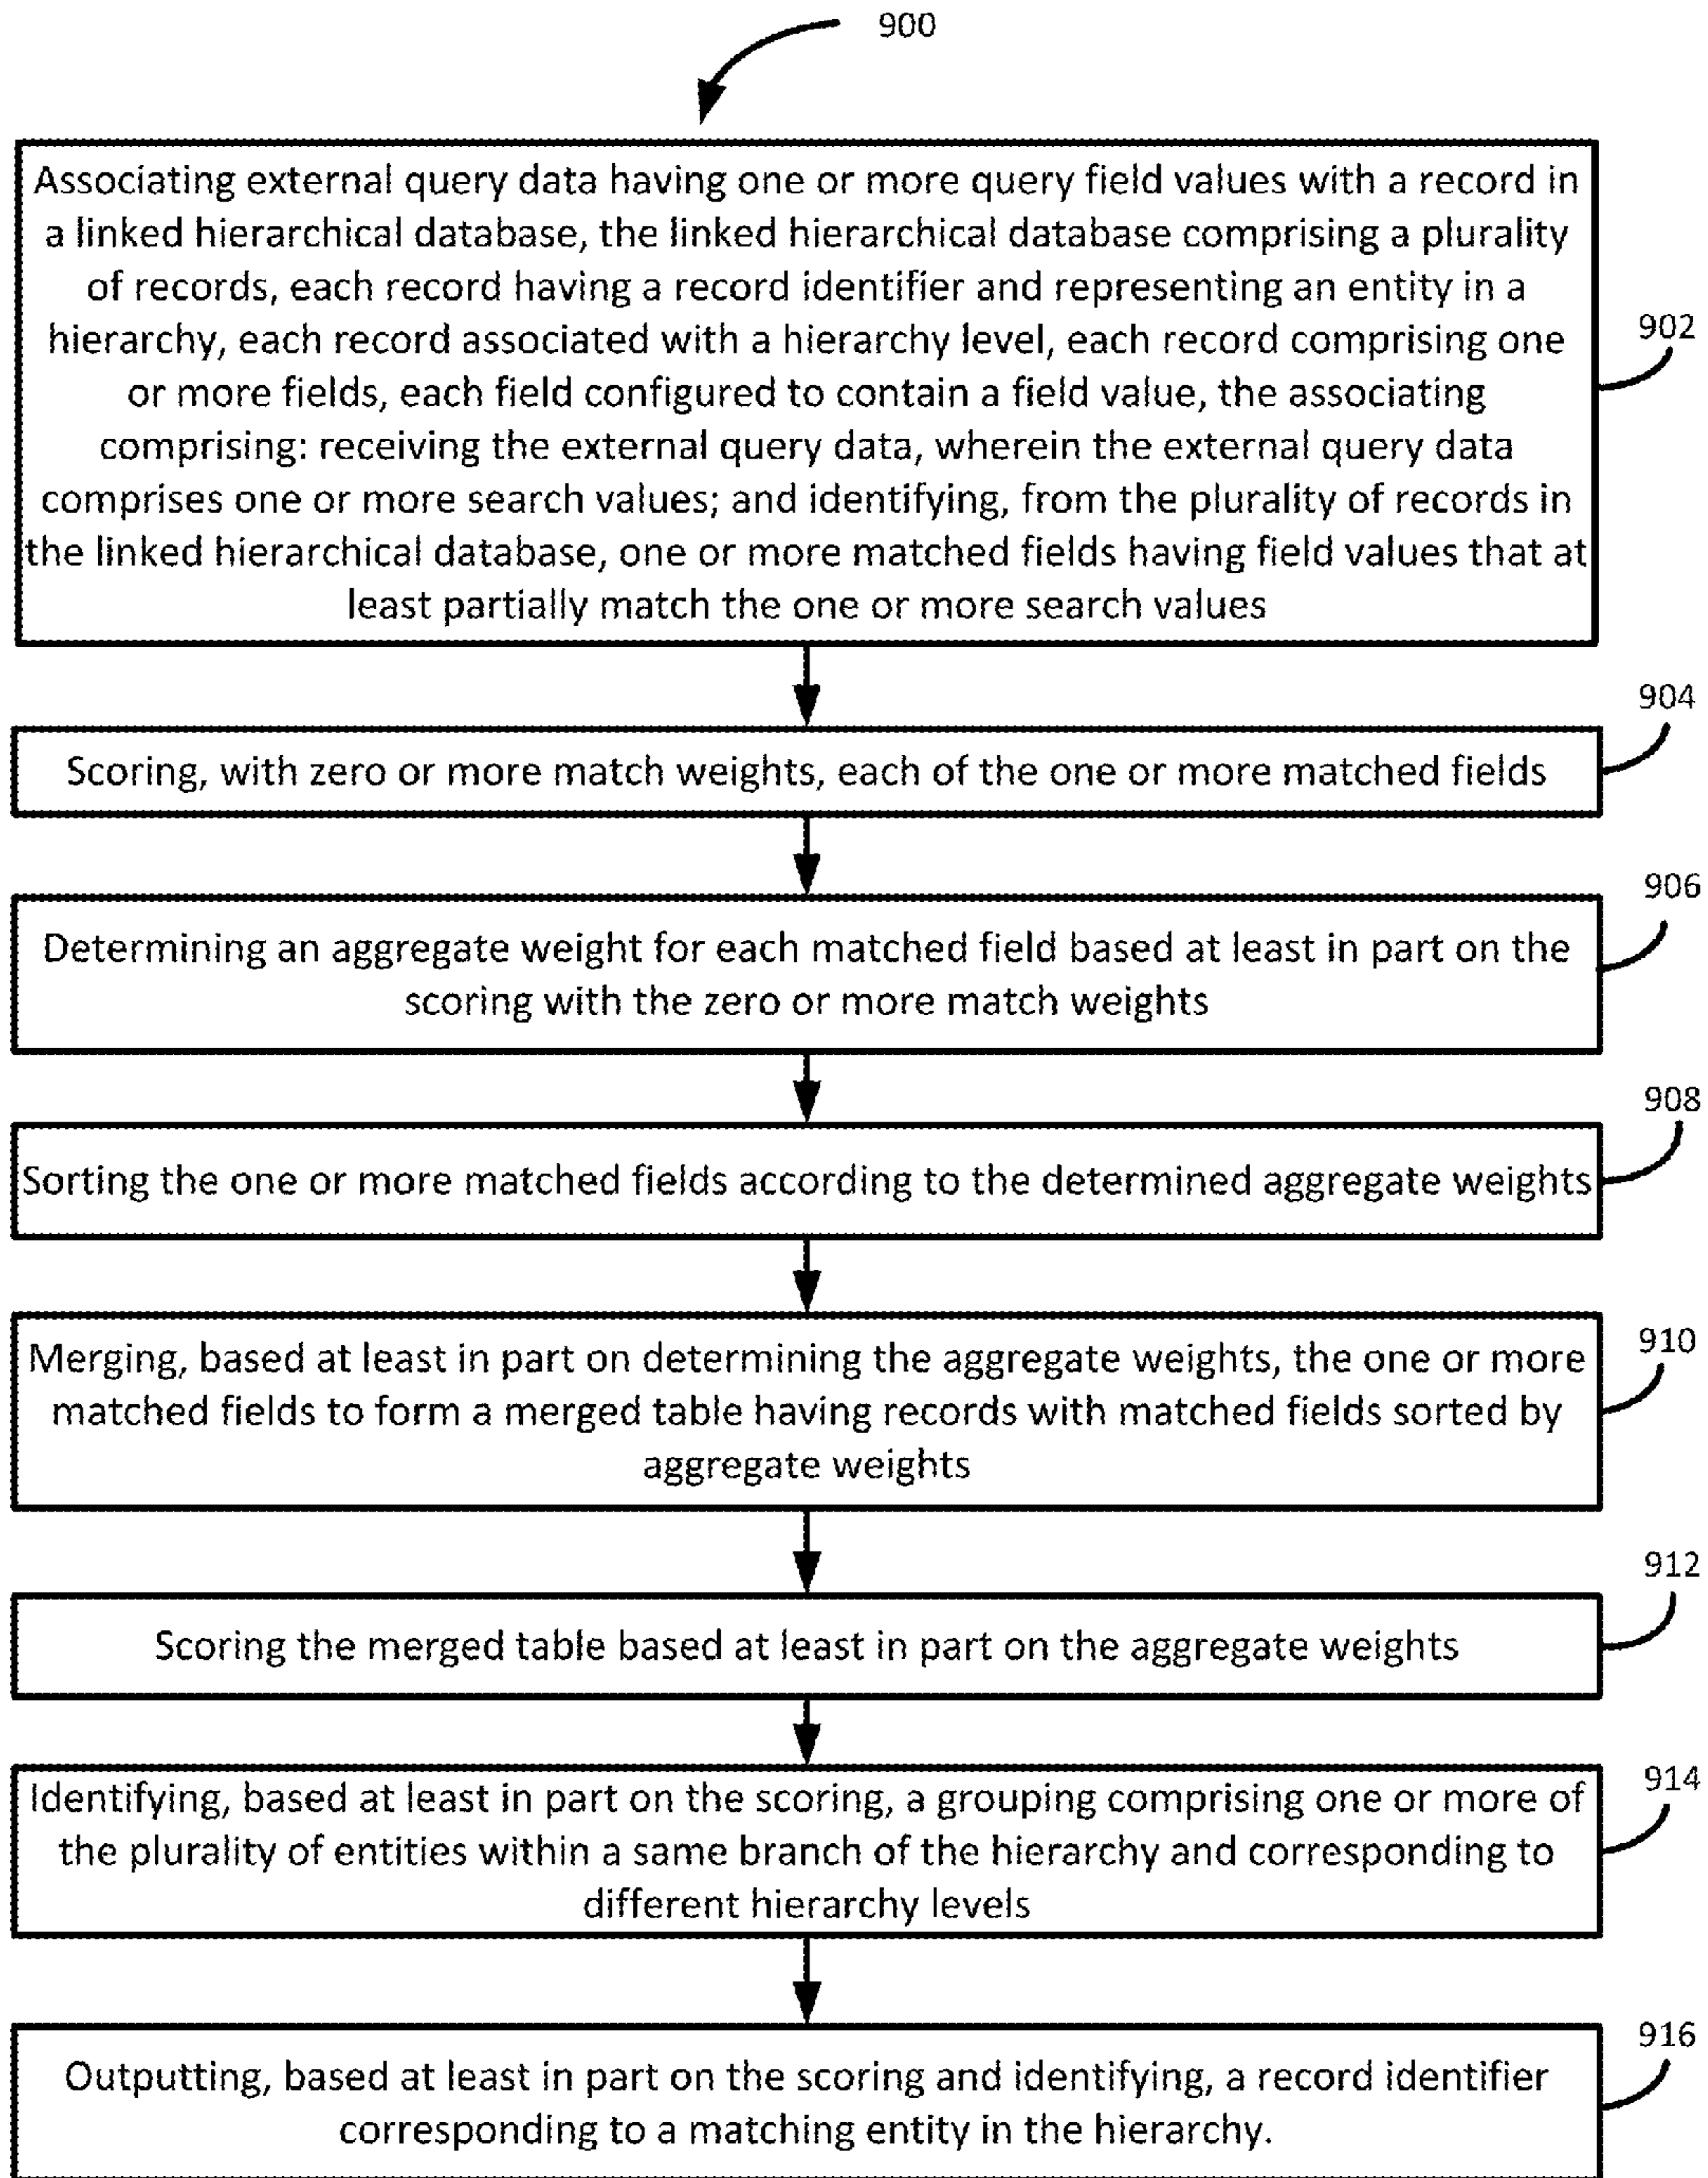 900
Associating external query data having one or more query field values with a record in
a linked hierarchical database, the linked hierarchical database comprising a plurality
of records, each record having a record identifier and representing an entity in a
hierarchy, each record associated with a hierarchy level, each record comprising one
or more fields, each field configured to contain a field value, the associating
comprising: receiving the external query data, wherein the external query data
comprises one or more search values; and identifying, from the plurality of records in
the linked hierarchical database, one or more matched fields having field values that at
least partially match the one or more search values
902
904
Scoring, with zero or more match weights, each of the one or more matched fields
906
Determining an aggregate weight for each matched field based at least in part on the
scoring with the zero or more match weights
908
Sorting the one or more matched fields according to the determined aggregate weights
910
Merging, based at least in part on determining the aggregate weights, the one or more
matched fields to form a merged table having records with matched fields sorted by
aggregate weights
912
Scoring the merged table based at least in part on the aggregate weights
914
Identifying, based at least in part on the scoring, a grouping comprising one or more of
the plurality of entities within a same branch of the hierarchy and corresponding to
different hierarchy levels
916
Outputting, based at least in part on the scoring and identifying, a record identifier
corresponding to a matching entity in the hierarchy.